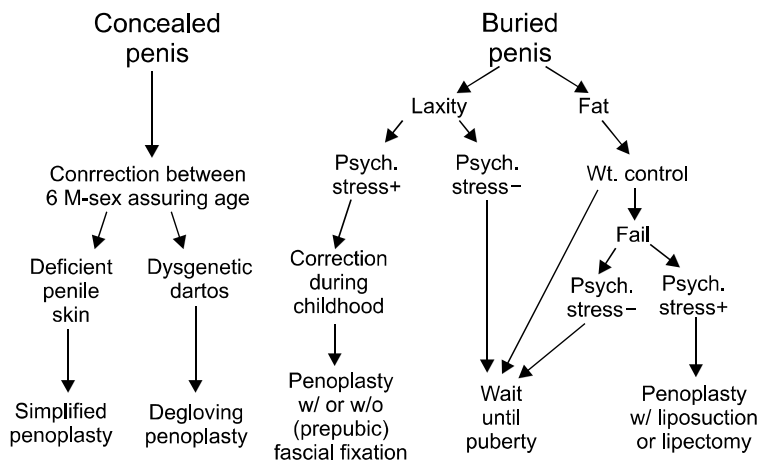 Concealed
penis
Conrrection between
6 M-sex assuring age
Deficient
penile
skin
Dysgenetic
dartos
Simplified
penoplasty
Degloving
penoplasty
Buried
penis
Laxity
Fat
Psych.
stress+
Psych.
stress−
Wt. control
Fail
Correction
during
childhood
Psych.
stress−
Psych.
stress+
Penoplasty
w/ or w/o
(prepubic)
fascial fixation
Wait
until
puberty
Penoplasty
w/ liposuction
or lipectomy